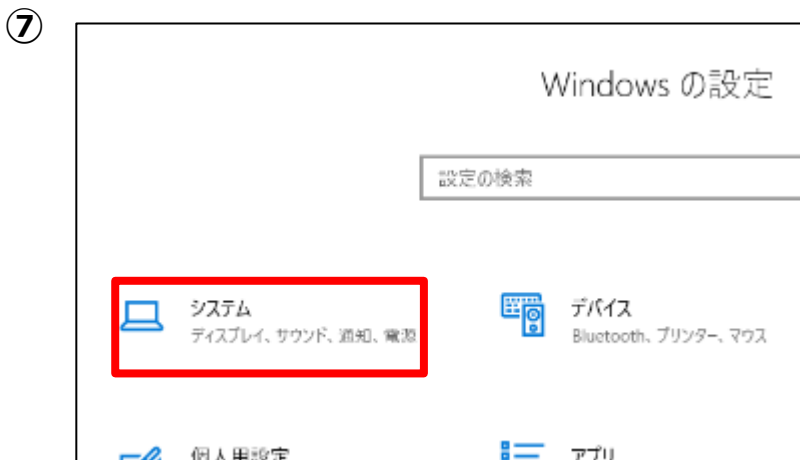 ⑦
Windows の設定
設定の検索
システム
ディスプレイ、サウンド、通知、電源
デバイス
Bluetooth、プリンター、マウス
個人用設定
アプリ